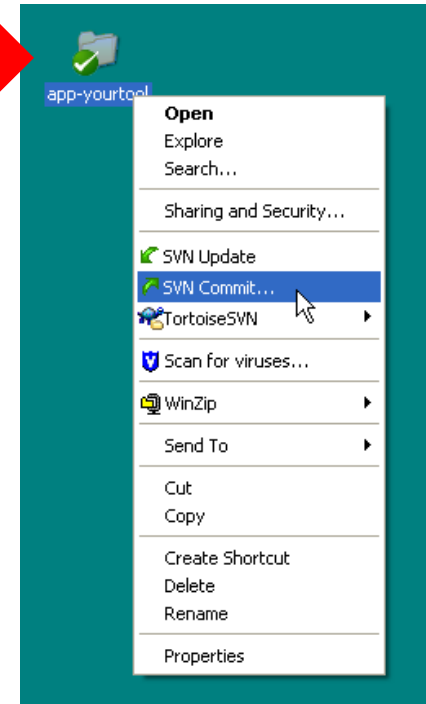 app-yourtool
Open
Explore
Search...
Sharing and Security...
SVN Update
SVN Commit...
TortoiseSVN
Scan for viruses...
WinZip
Send To
Cut
Copy
Create Shortcut
Delete
Rename
Properties